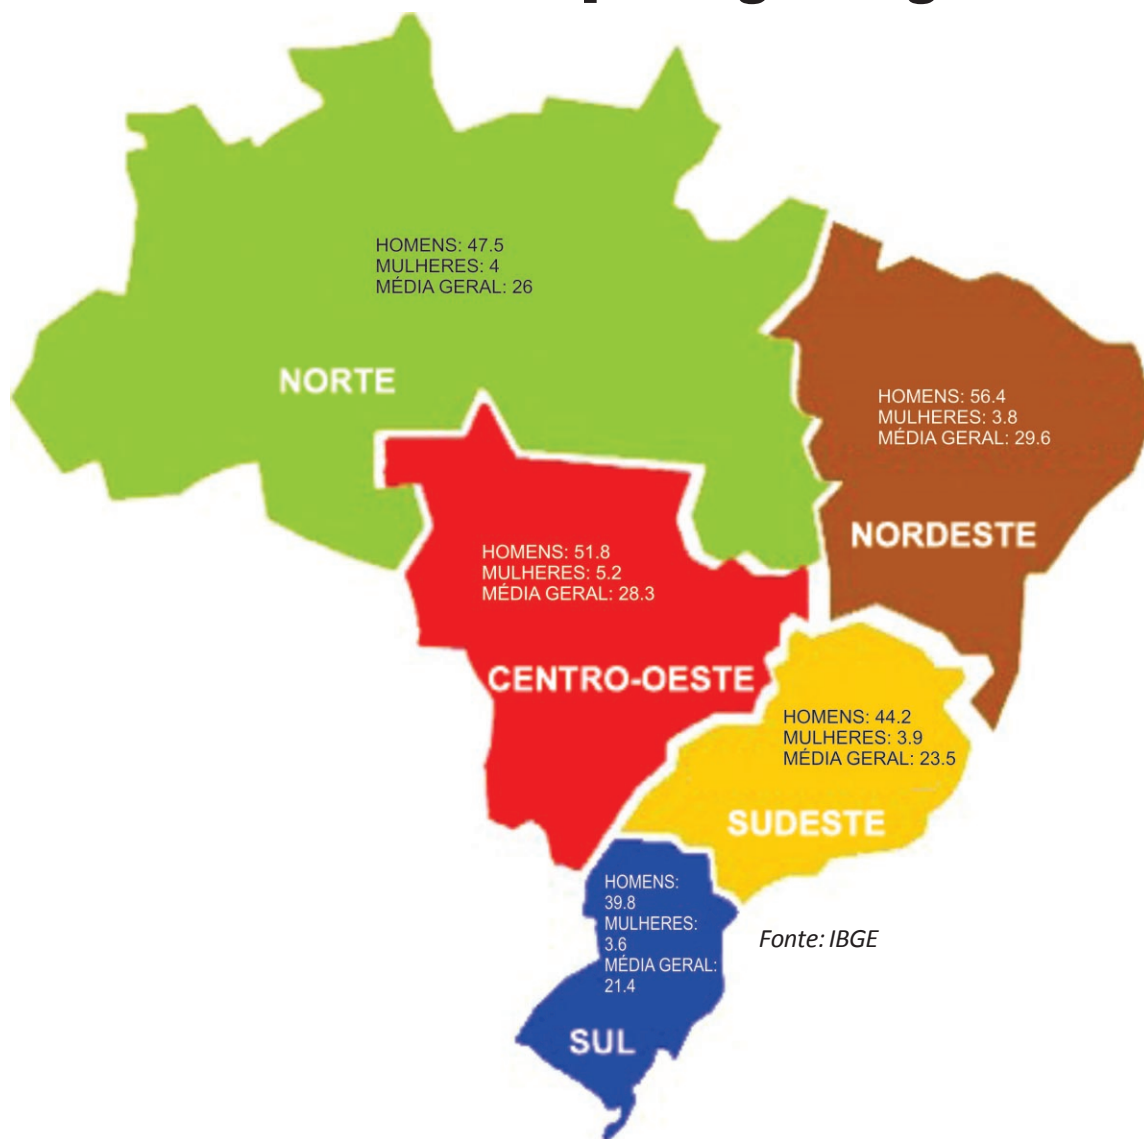 HOMENS: 47.5
MULHERES: 4
MÉDIA GERAL: 26
NORTE
HOMENS: 56.4
MULHERES: 3.8
MÉDIA GERAL: 29.6
NORDESTE
HOMENS: 51.8
MULHERES: 5.2
MÉDIA GERAL: 28.3
CENTRO-OESTE
HOMENS: 44.2
MULHERES: 3.9
MÉDIA GERAL: 23.5
SUDESTE
HOMENS:
39.8
MULHERES:
3.6
MÉDIA GERAL:
21.4
SUL
Fonte: IBGE